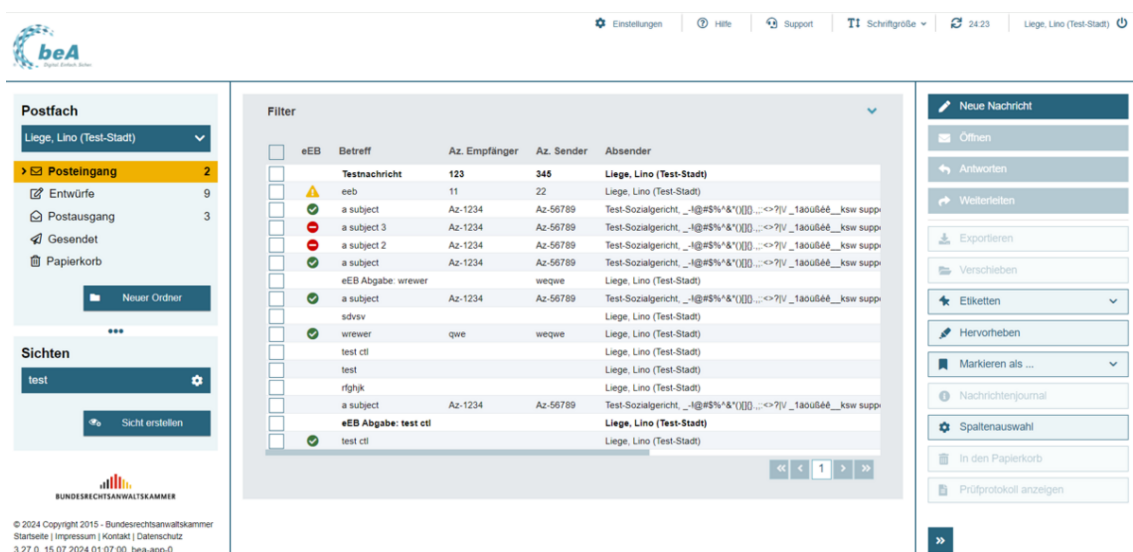 Einstellungen Hilfe Support Schriftgröße 24:23 Liege, Lino (Test-Stadt)
beA
Digital. Einfach. Sicher.
Postfach
Liege, Lino (Test-Stadt)
Posteingang 2
Entwürfe 9
Postausgang 3
Gesendet
Papierkorb
Neuer Ordner
Sichten
test
Sicht erstellen
BUNDESRECHTSANWALTSKAMMER
© 2024 Copyright 2015 - Bundesrechtsanwaltskammer
Startseite | Impressum | Kontakt | Datenschutz
3.27.0, 15.07.2024 01:07:00, bea-app-0
Filter
eEB Betreff Az. Empfänger Az. Sender Absender
Testnachricht 123 345 Liege, Lino (Test-Stadt)
eeb 11 22 Liege, Lino (Test-Stadt)
a subject Az-1234 Az-56789 Test-Sozialgericht,
a subject 3 Az-1234 Az-56789 Test-Sozialgericht,
a subject 2 Az-1234 Az-56789 Test-Sozialgericht,
a subject Az-1234 Az-56789 Test-Sozialgericht,
eEB Abgabe: wrewer weqwe Liege, Lino (Test-Stadt)
a subject Az-1234 Az-56789 Test-Sozialgericht,
sdvsv Liege, Lino (Test-Stadt)
wrewer qwe weqwe Liege, Lino (Test-Stadt)
test ctl Liege, Lino (Test-Stadt)
test Liege, Lino (Test-Stadt)
rfghjk Liege, Lino (Test-Stadt)
a subject Az-1234 Az-56789 Test-Sozialgericht,
eEB Abgabe: test ctl Liege, Lino (Test-Stadt)
test ctl Liege, Lino (Test-Stadt)
1
Neue Nachricht
Öffnen
Antworten
Weiterleiten
Exportieren
Verschieben
Etiketten
Hervorheben
Markieren als ...
Nachrichtenjournal
Spaltenauswahl
In den Papierkorb
Prüfprotokoll anzeigen